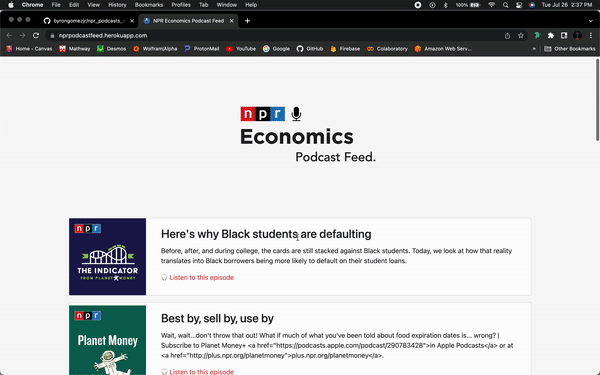 Chrome File Edit View History Bookmarks Profiles Tab Window Help 100% Tue Jul 26 2:37 PM
byrongomezjr/npr_podcasts_ NPR Economics Podcast Feed
nprpodcastfeed.herokuapp.com
Home - Canvas Mathway Desmos WolframAlpha ProtonMail YouTube Google GitHub Firebase Colaboratory Amazon Web Serv... » Other Bookmarks
npr
Economics
Podcast Feed.
npr
THE INDICATOR
FROM PLANET MONEY
Here's why Black students are defaulting
Before, after, and during college, the cards are still stacked against Black students. Today, we look at how that reality
translates into Black borrowers being more likely to default on their student loans.
Listen to this episode
npr
Planet Money
Best by, sell by, use by
Wait, wait...don't throw that out! What if much of what you've been told about food expiration dates is... wrong? |
Subscribe to Planet Money+ <a href="https://podcasts.apple.com/podcast/290783428">in Apple Podcasts</a> or at
<a href="http://plus.npr.org/planetmoney">plus.npr.org/planetmoney</a>.
Listen to this episode